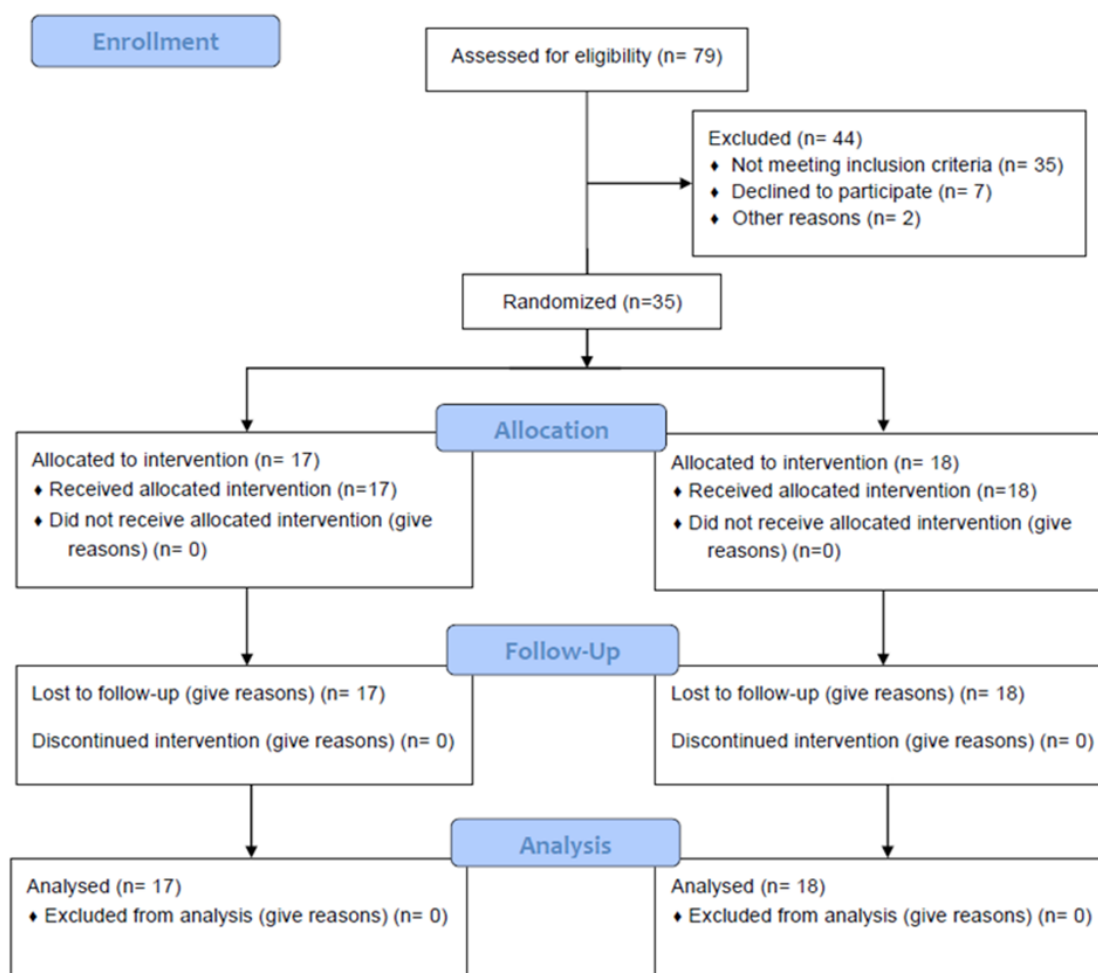 Enrollment
Assessed for eligibility (n= 79)
Excluded (n= 44)
♦ Not meeting inclusion criteria (n= 35)
♦ Declined to participate (n= 7)
♦ Other reasons (n= 2)
Randomized (n=35)
Allocation
Allocated to intervention (n= 17)
♦ Received allocated intervention (n=17)
♦ Did not receive allocated intervention (give
reasons) (n= 0)
Allocated to intervention (n= 18)
♦ Received allocated intervention (n=18)
♦ Did not receive allocated intervention (give
reasons) (n=0)
Follow-Up
Lost to follow-up (give reasons) (n= 17)
Discontinued intervention (give reasons) (n= 0)
Lost to follow-up (give reasons) (n= 18)
Discontinued intervention (give reasons) (n= 0)
Analysis
Analysed (n= 17)
♦ Excluded from analysis (give reasons) (n= 0)
Analysed (n= 18)
♦ Excluded from analysis (give reasons) (n= 0)